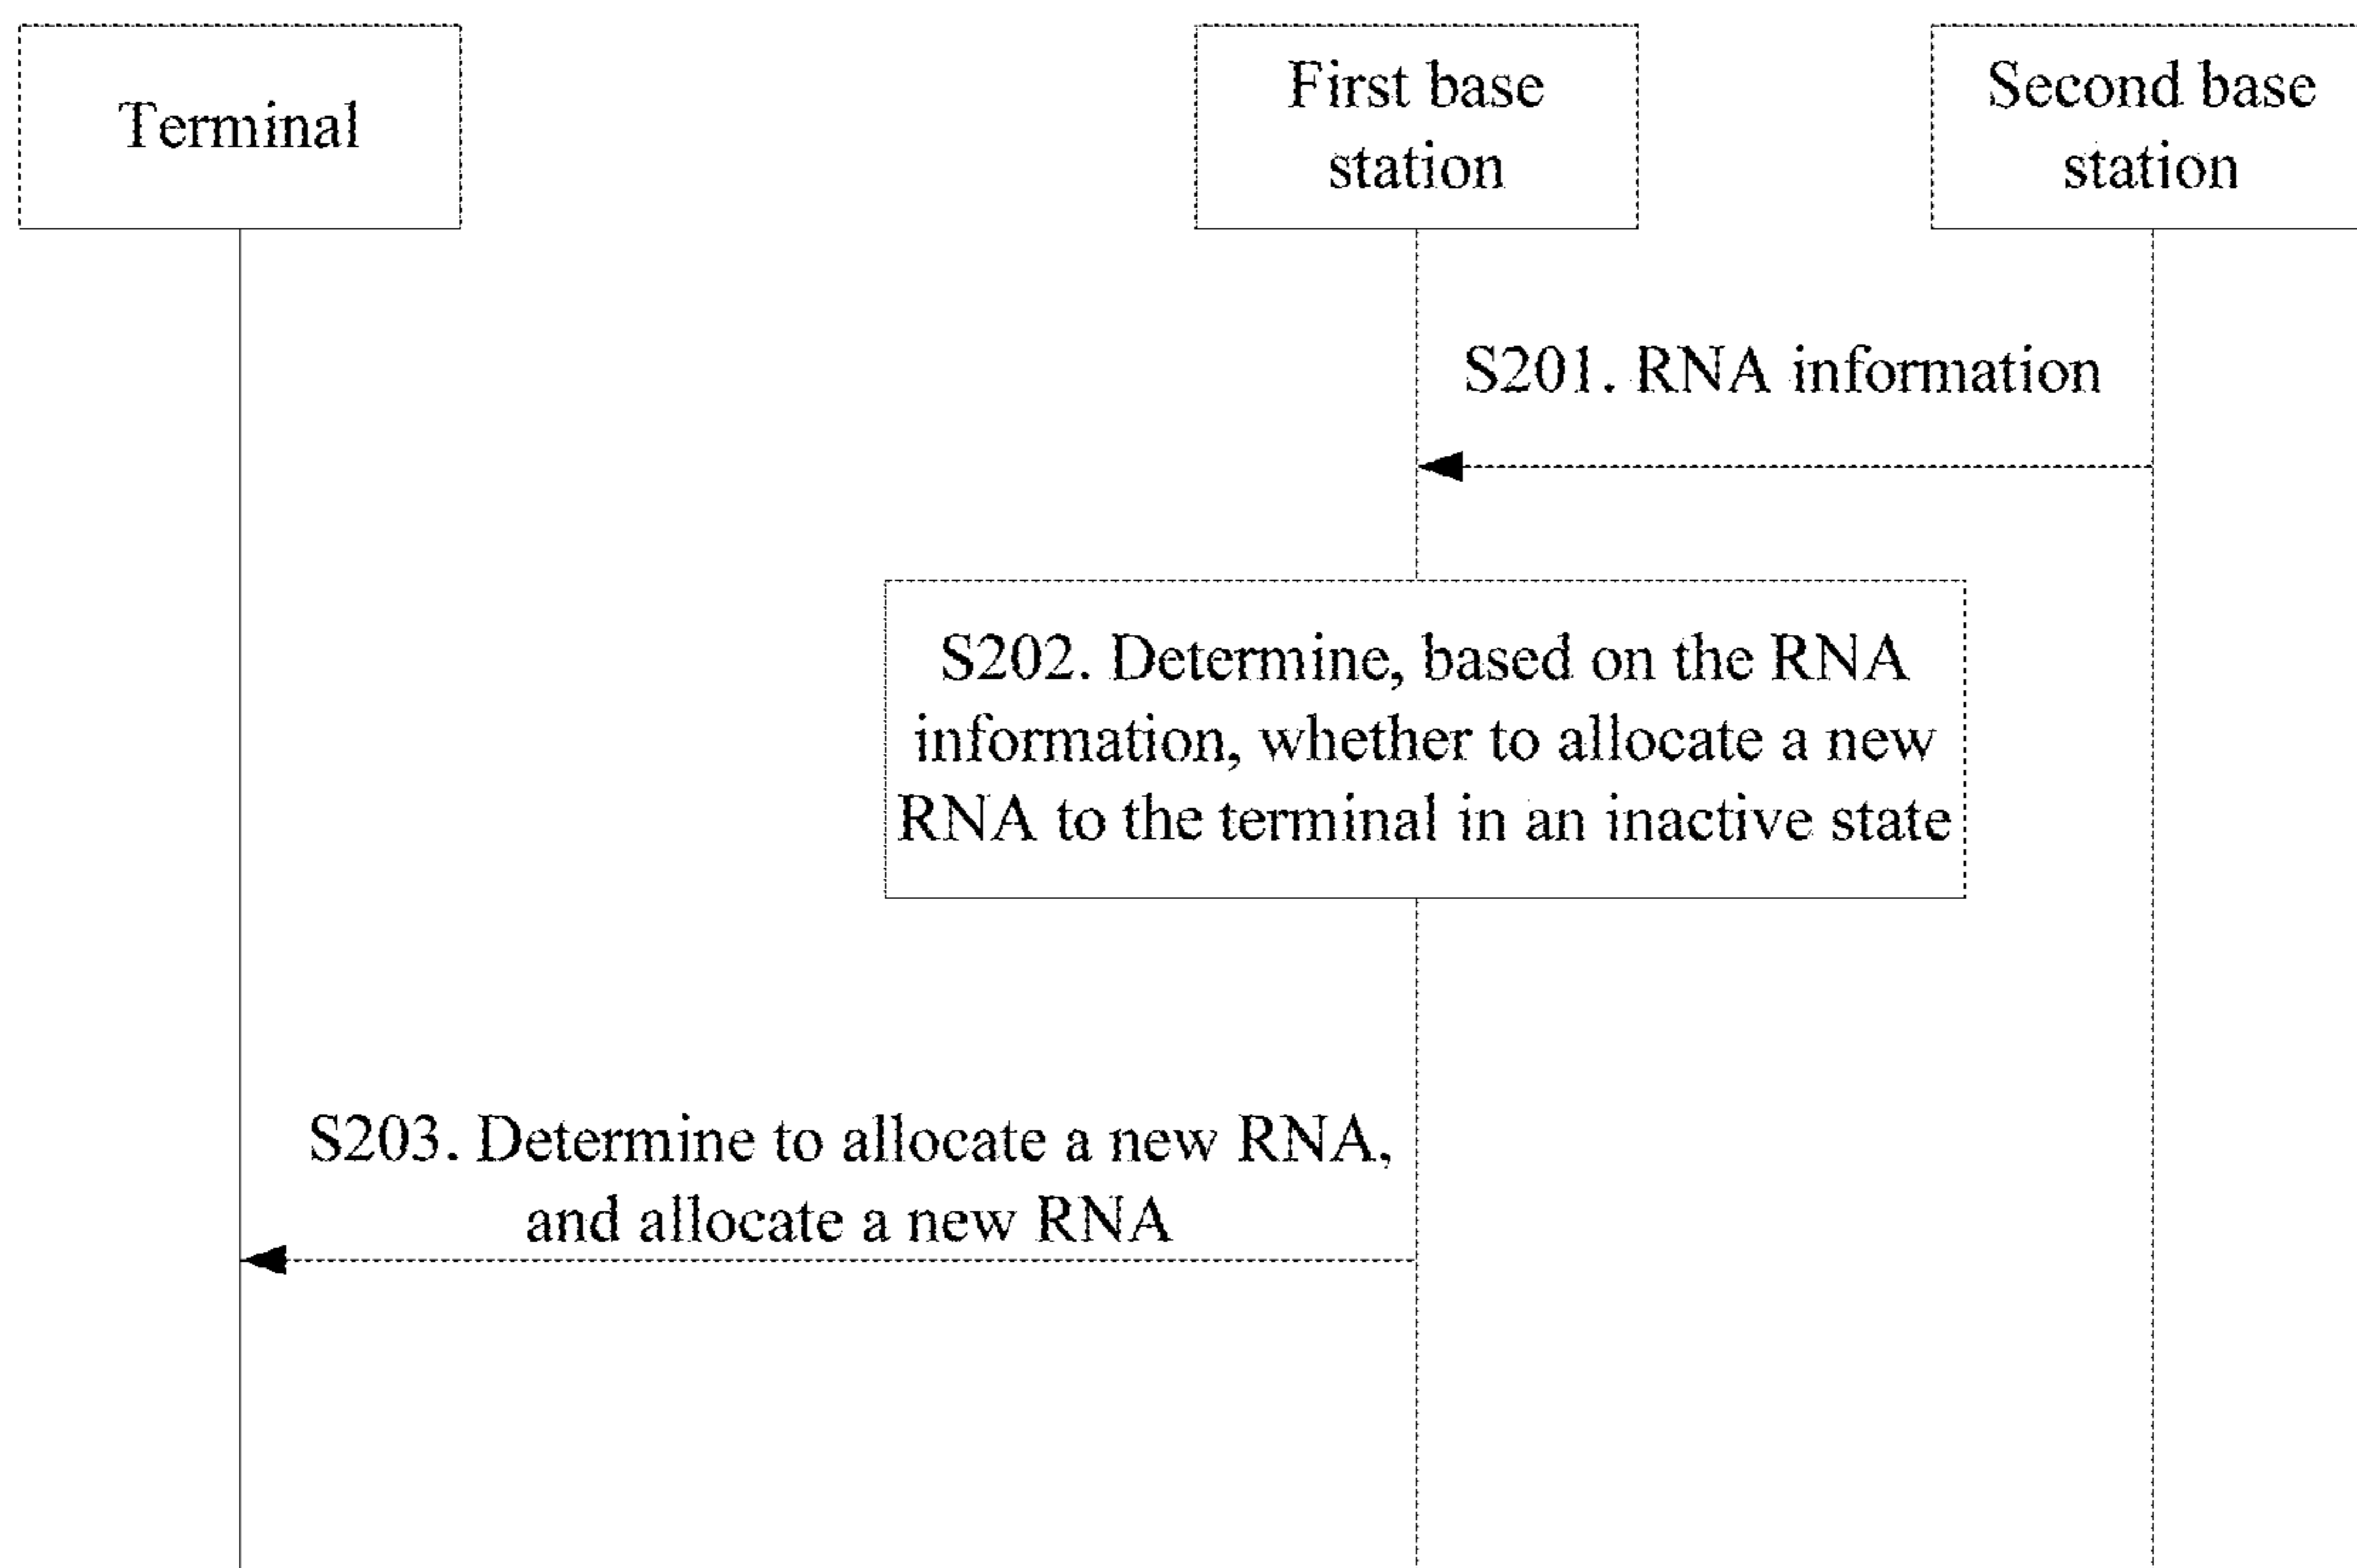 Terminal
First base
station
Second base
station
S201. RNA information
S202. Determine, based on the RNA
information, whether to allocate a new
RNA to the terminal in an inactive state
S203. Determine to allocate a new RNA,
and allocate a new RNA